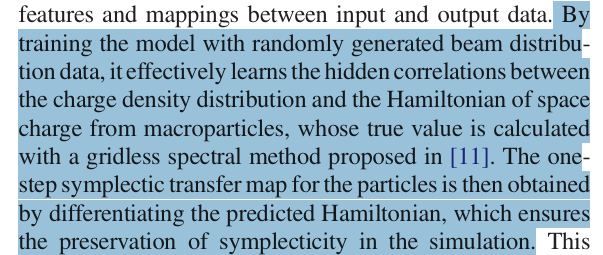 features and mappings between input and output data. By
training the model with randomly generated beam distribu-
tion data, it effectively learns the hidden correlations between
the charge density distribution and the Hamiltonian of space
charge from macroparticles, whose true value is calculated
with a gridless spectral method proposed in [11]. The one-
step symplectic transfer map for the particles is then obtained
by differentiating the predicted Hamiltonian, which ensures
the preservation of symplecticity in the simulation. This